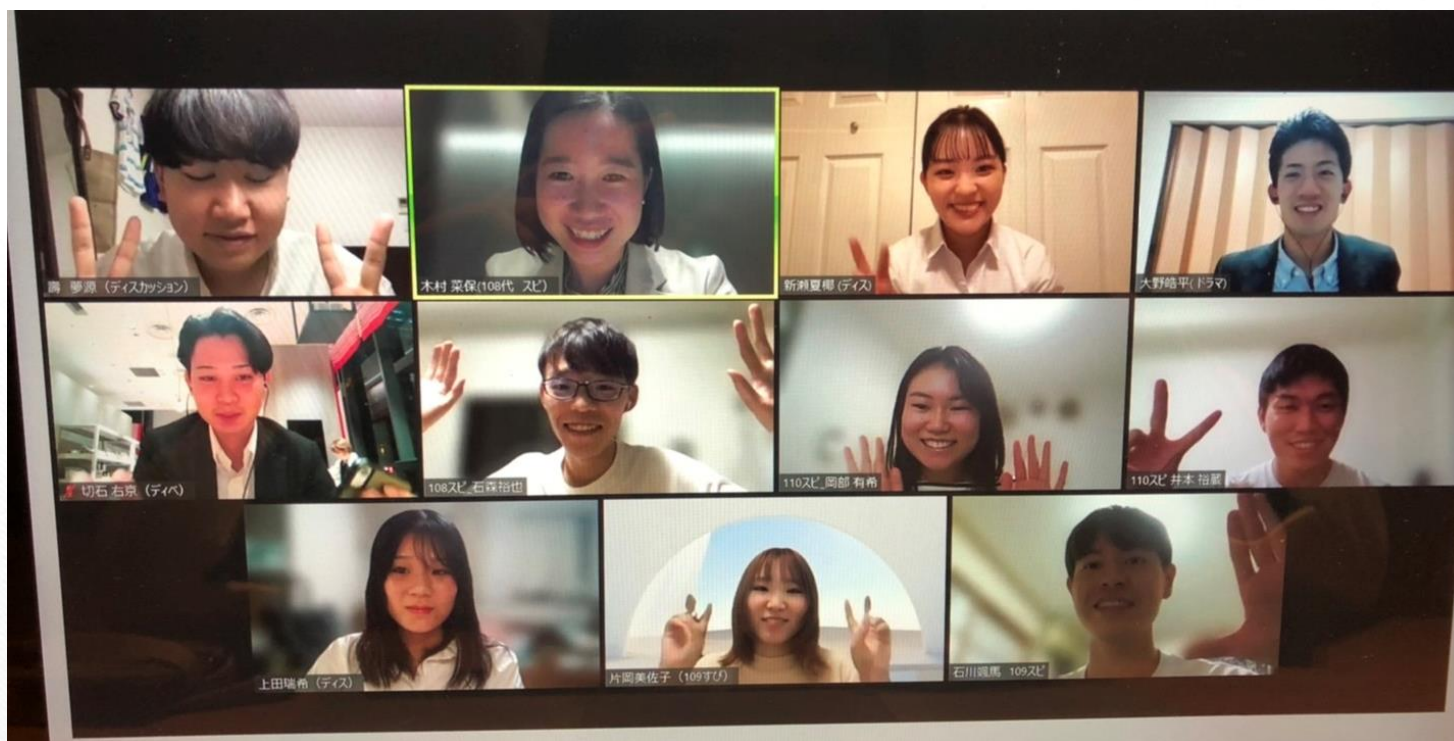 壽 夢源（ディスカッション）
木村 菜保(108代 スピ)
新瀬夏椰 (ディス)
大野皓平(ドラマ)
切石 右京（ディベ）
108スピ_石森裕也
110スピ_岡部 有希
110スピ 井本 裕蔵
上田瑞希（ディス）
片岡美佐子（109すぴ）
石川颯馬 109スピ